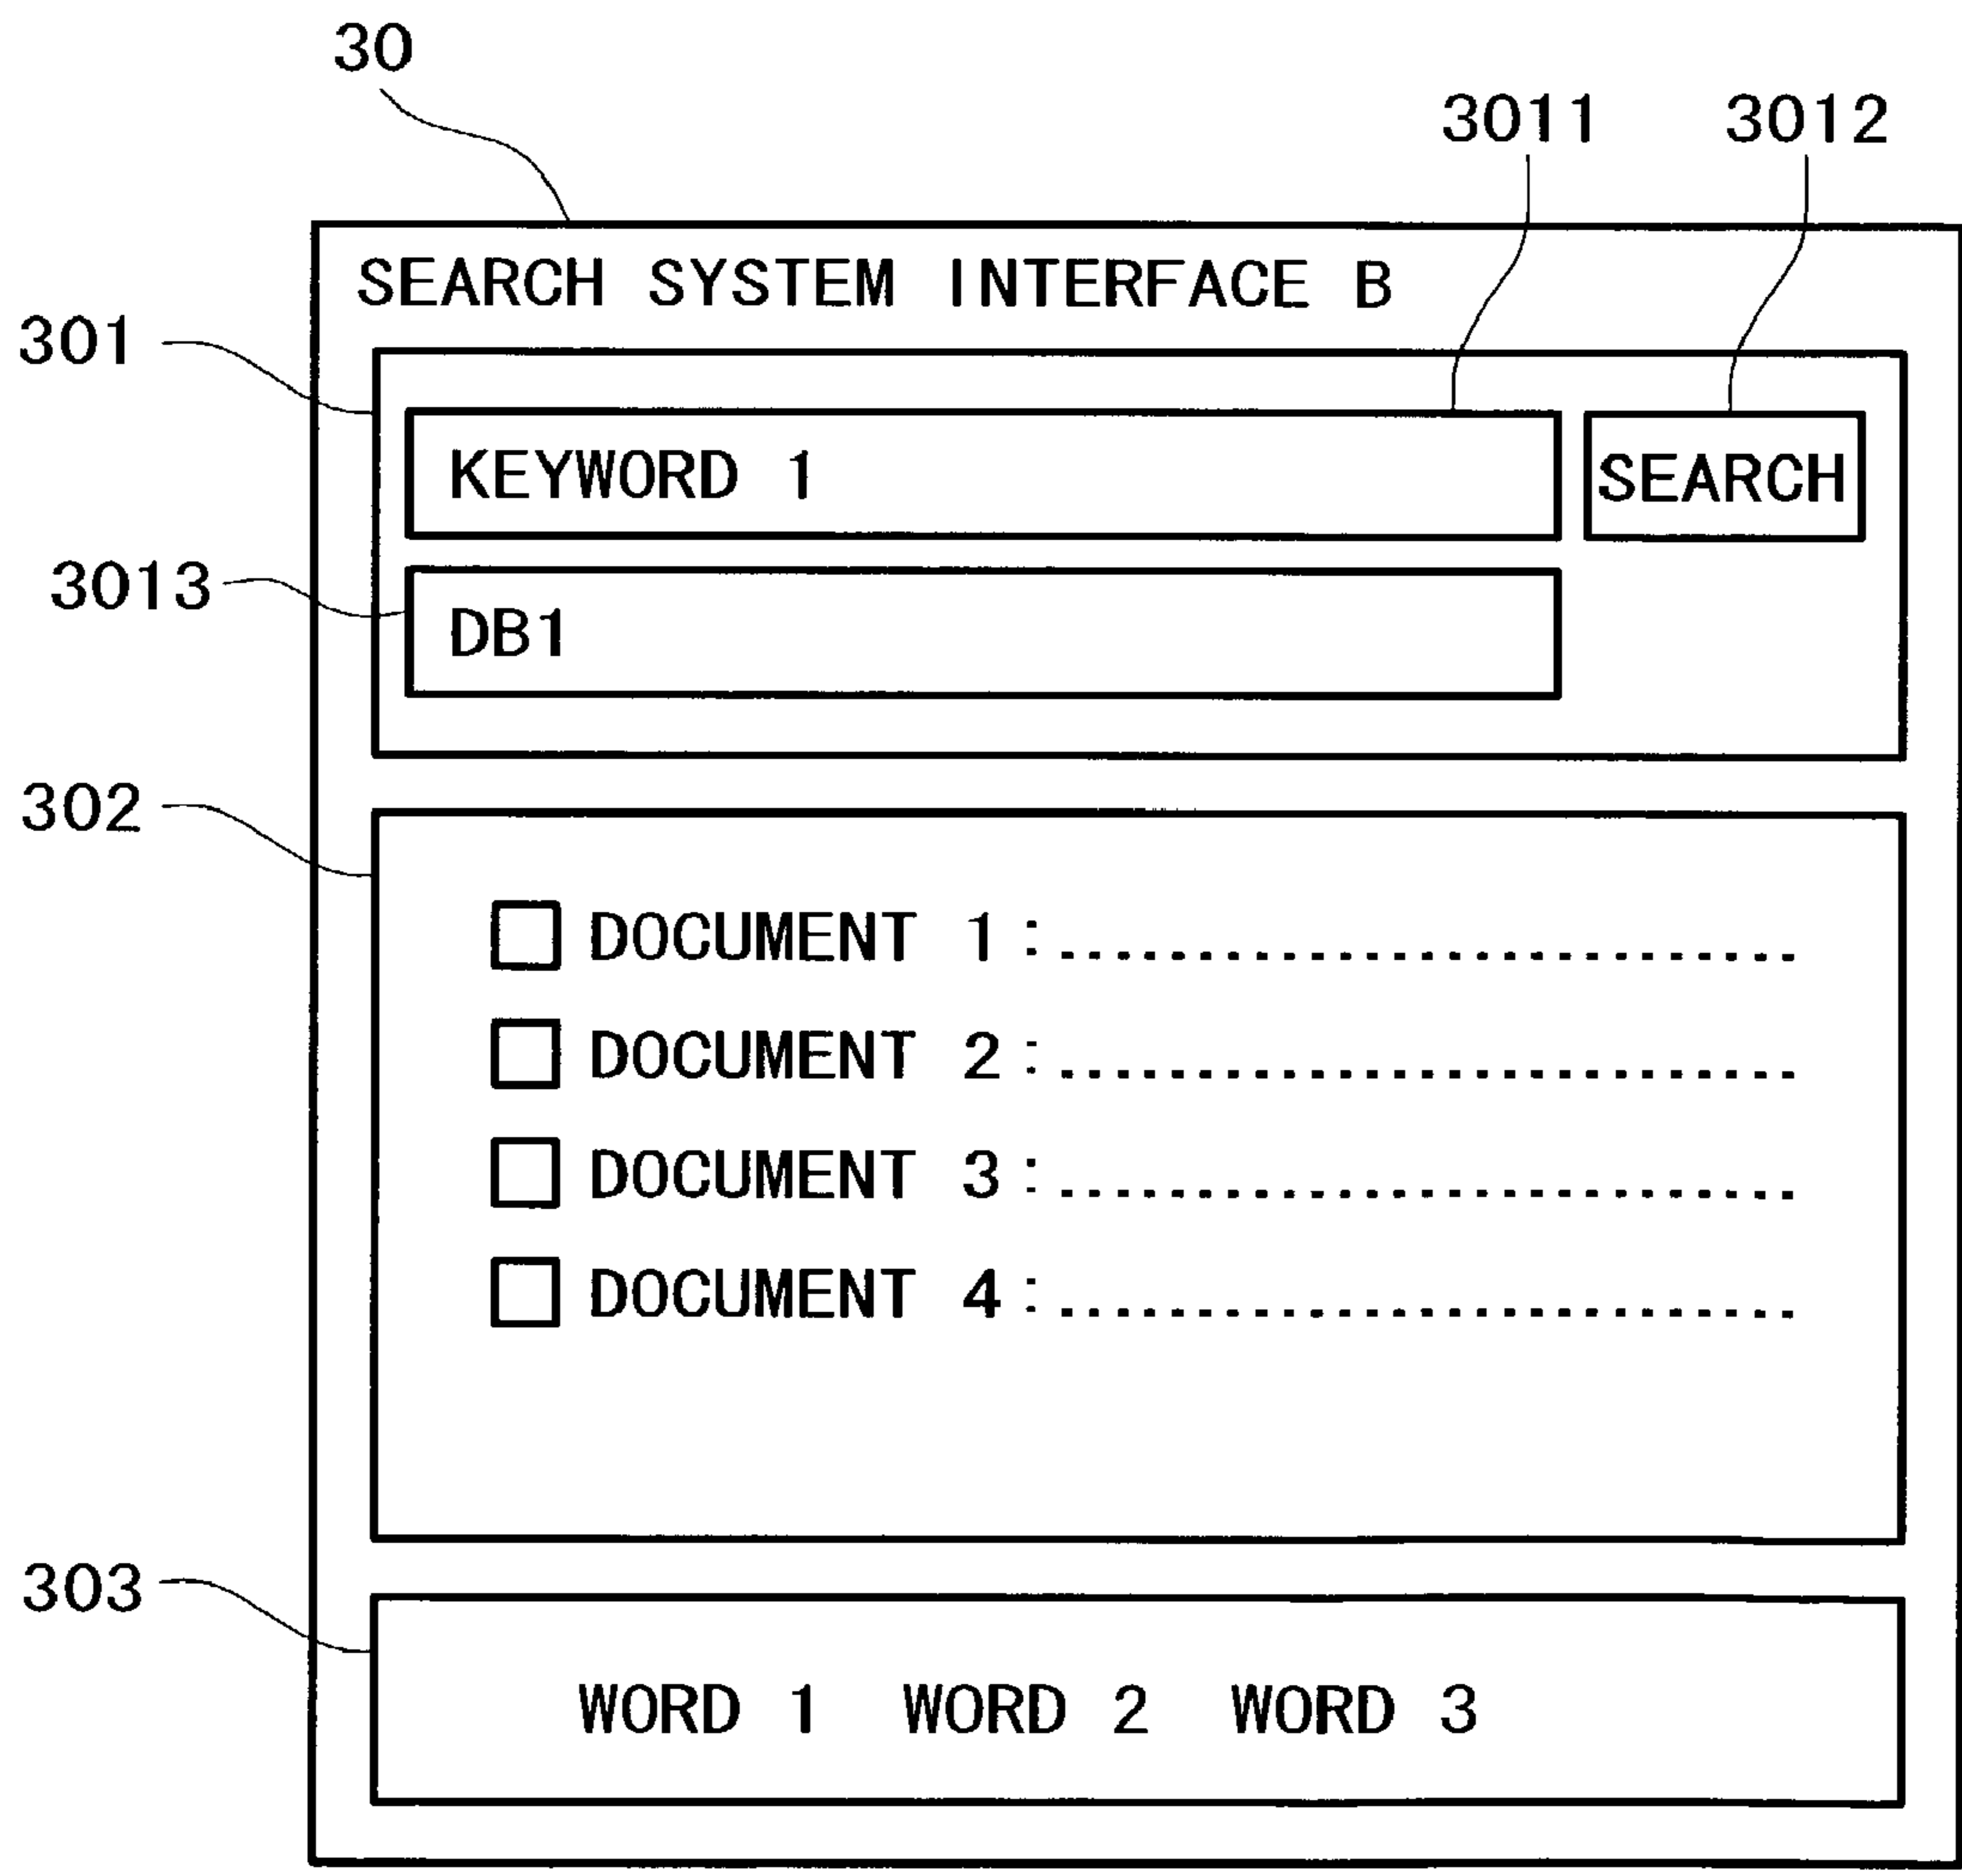 30
3011 3012
SEARCH SYSTEM INTERFACE B
301
KEYWORD 1 SEARCH
3013
DB1
302
DOCUMENT 1:...........................
DOCUMENT 2:...........................
DOCUMENT 3:...........................
DOCUMENT 4:...........................
303
WORD 1 WORD 2 WORD 3